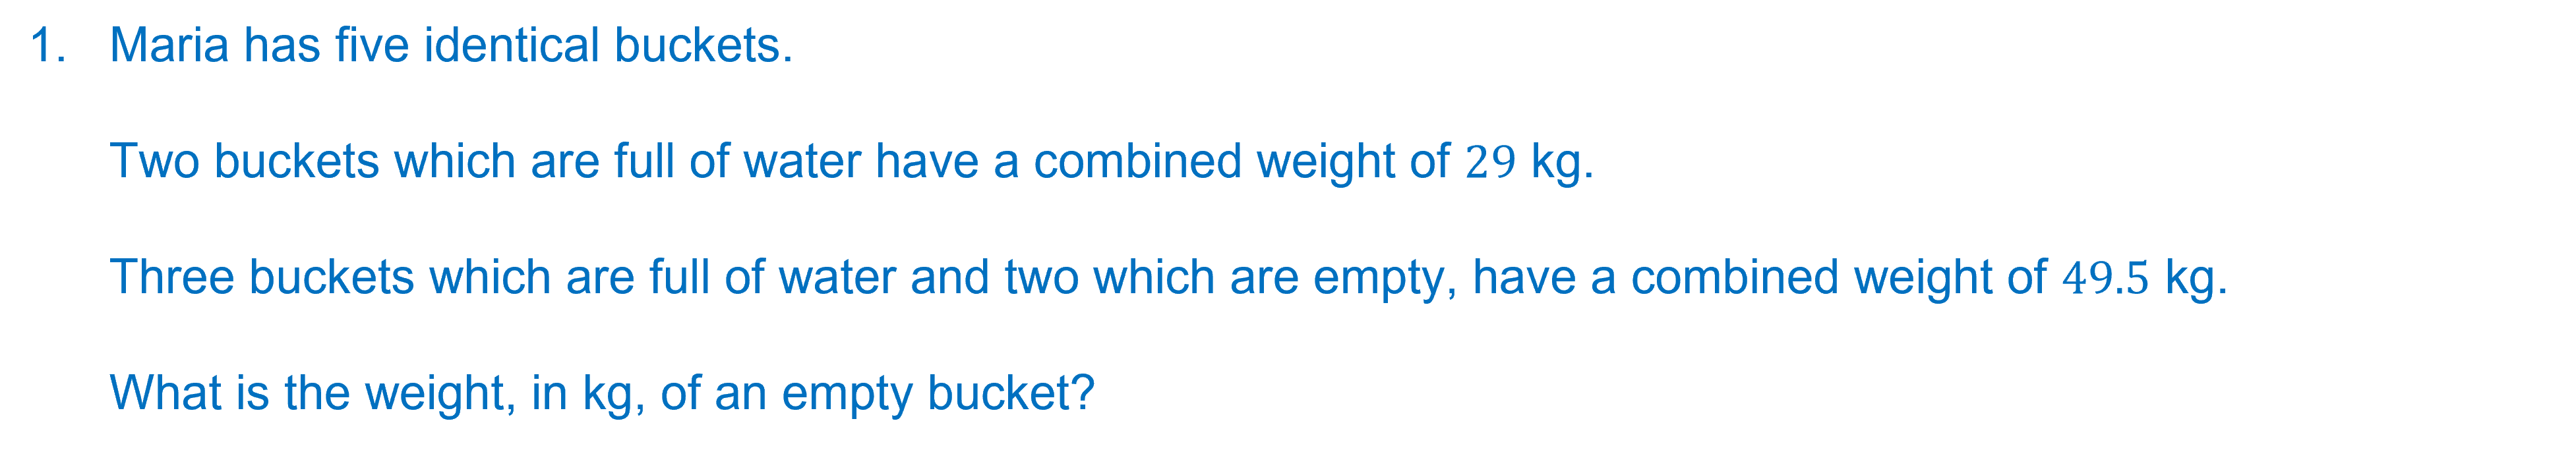 1. Maria has five identical buckets.
Two buckets which are full of water have a combined weight of 29 kg.
Three buckets which are full of water and two which are empty, have a combined weight of 49.5 kg.
What is the weight, in kg, of an empty bucket?